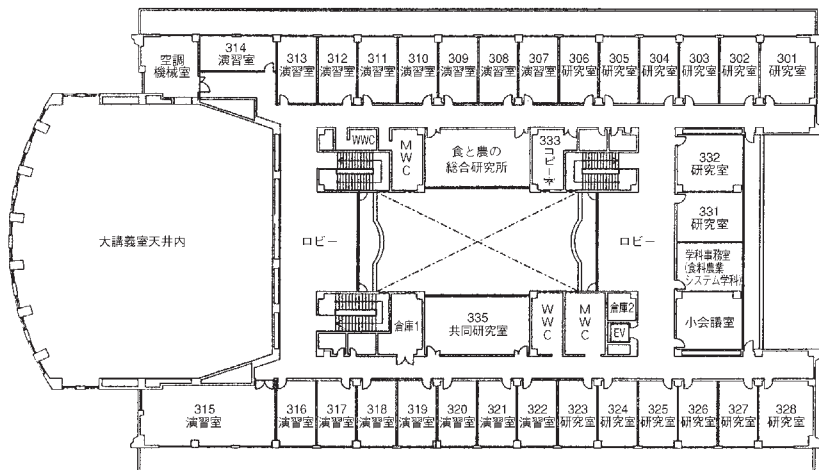 空調
機械室
314
演習室
313
演習室
312
演習室
311
演習室
310
演習室
309
演習室
308
演習室
307
演習室
306
研究室
305
研究室
304
研究室
303
研究室
302
研究室
301
研究室
WWC
MWC
食と農の
総合研究所
333
コピー室
332
研究室
331
研究室
大講義室天井内
ロビー
ロビー
学科事務室
(食料農業
システム学科)
小会議室
倉庫1
335
共同研究室
WWC
MWC
倉庫2
EV
315
演習室
316
演習室
317
演習室
318
演習室
319
演習室
320
演習室
321
演習室
322
演習室
323
研究室
324
研究室
325
研究室
326
研究室
327
研究室
328
研究室